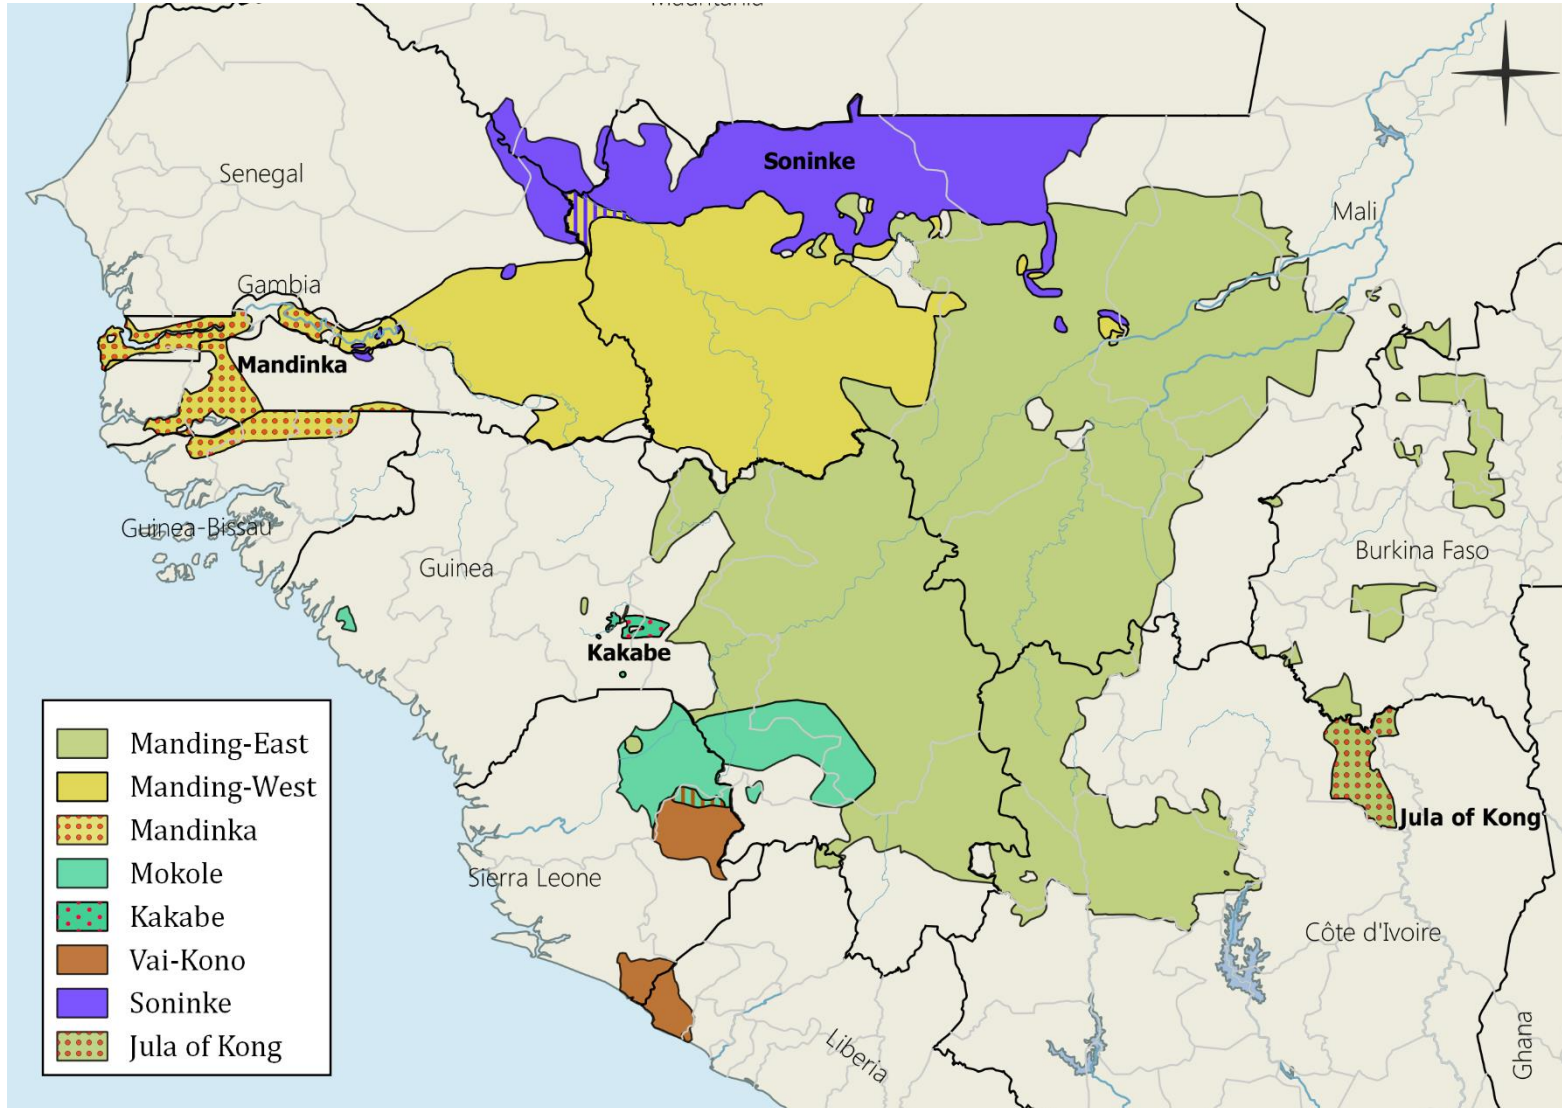 Soninke
Senegal
Mali
Gambia
Mandinka
Guinea-Bissau
Guinea
Burkina Faso
Kakabe
Jula of Kong
Sierra Leone
Côte d'Ivoire
Liberia
Ghana
Manding-East
Manding-West
Mandinka
Mokole
Kakabe
Vai-Kono
Soninke
Jula of Kong